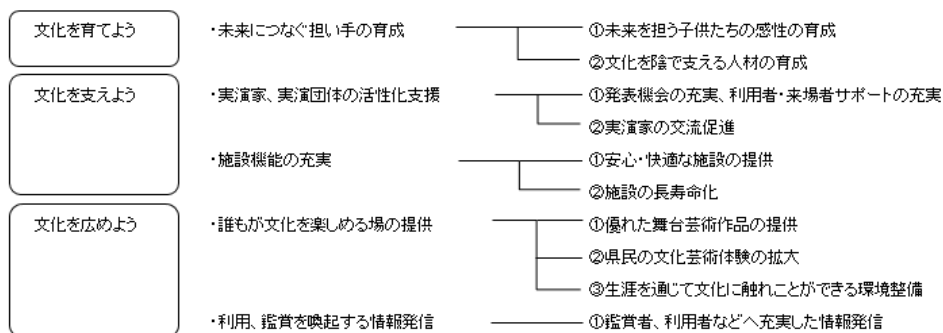 文化を育てよう ・未来につなぐ担い手の育成 ①未来を担う子供たちの感性の育成
②文化を陰で支える人材の育成
文化を支えよう ・実演家、実演団体の活性化支援 ①発表機会の充実、利用者・来場者サポートの充実
②実演家の交流促進
・施設機能の充実 ①安心・快適な施設の提供
②施設の長寿命化
文化を広めよう ・誰もが文化を楽しめる場の提供 ①優れた舞台芸術作品の提供
②県民の文化芸術体験の拡大
③生涯を通じて文化に触れことができる環境整備
・利用、鑑賞を喚起する情報発信 ①鑑賞者、利用者などへ充実した情報発信